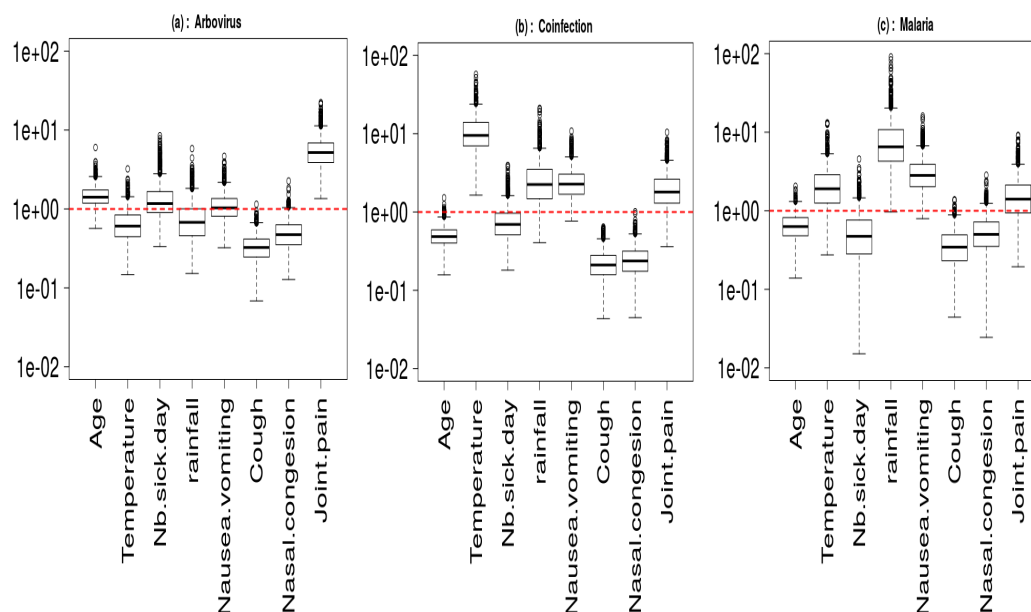 (a) : Arbovirus
1e+02
1e+01
1e+00
1e-01
1e-02
Age
Temperature
Nb.sick.day
rainfall
Nausea.vomiting
Cough
Nasal.congesion
Joint.pain
(b) : Coinfection
1e+02
1e+01
1e+00
1e-01
1e-02
Age
Temperature
Nb.sick.day
rainfall
Nausea.vomiting
Cough
Nasal.congesion
Joint.pain
(c) : Malaria
1e+02
1e+01
1e+00
1e-01
1e-02
Age
Temperature
Nb.sick.day
rainfall
Nausea.vomiting
Cough
Nasal.congesion
Joint.pain